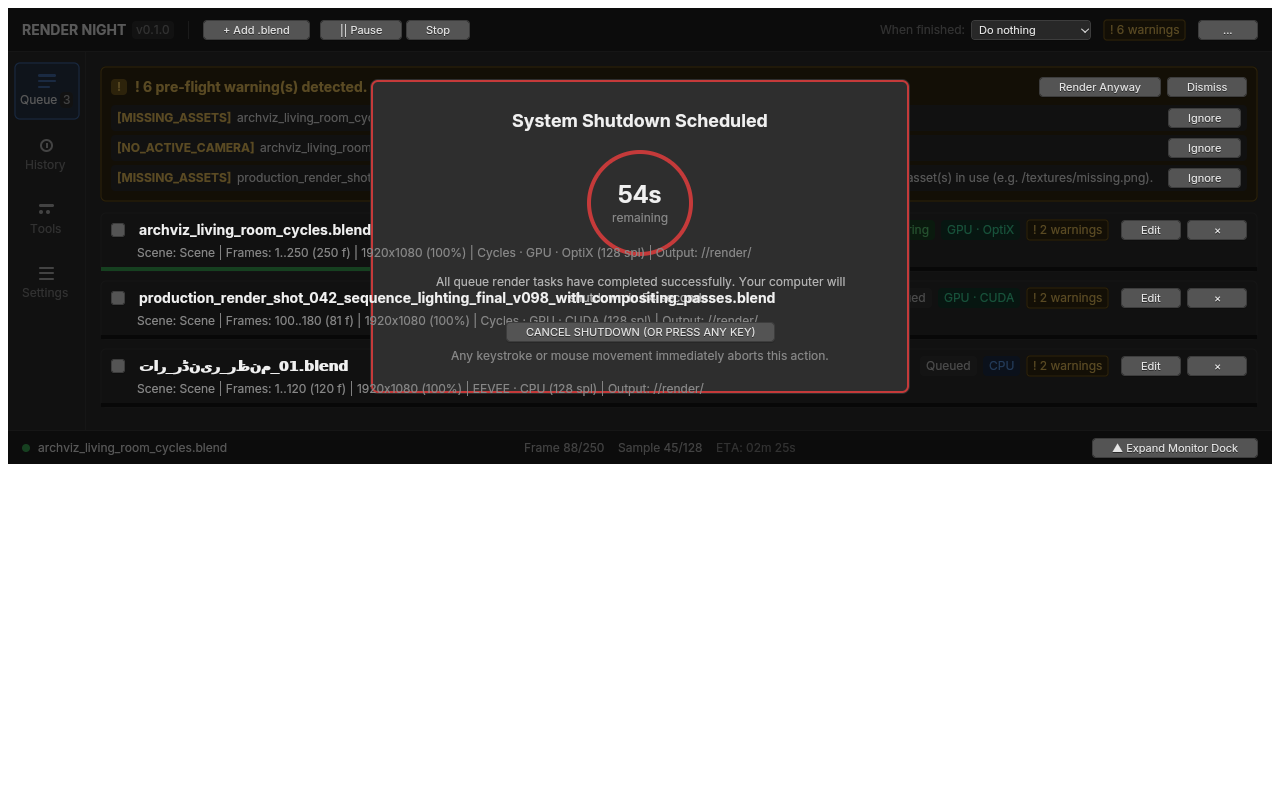 RENDER NIGHT v0.1.0 + Add .blend || Pause Stop When finished: Do nothing ! 6 warnings ...
Queue 3
History
Tools
Settings
! ! 6 pre-flight warning(s) detected. Render Anyway Dismiss
[MISSING_ASSETS] archviz_living_room_cyc Ignore
[NO_ACTIVE_CAMERA] archviz_living_room Ignore
[MISSING_ASSETS] production_render_shot asset(s) in use (e.g. /textures/missing.png). Ignore
System Shutdown Scheduled
54s
remaining
All queue render tasks have completed successfully. Your computer will
CANCEL SHUTDOWN (OR PRESS ANY KEY)
Any keystroke or mouse movement immediately aborts this action.
archviz_living_room_cycles.blend GPU · OptiX ! 2 warnings Edit ×
Scene: Scene | Frames: 1..250 (250 f) | 1920x1080 (100%) | Cycles · GPU · OptiX (128 spl) | Output: //render/
production_render_shot_042_sequence_lighting_final_v098_with_compositing_passes.blend GPU · CUDA ! 2 warnings Edit ×
Scene: Scene | Frames: 100..180 (81 f) | 1920x1080 (100%) | Cycles · GPU · CUDA (128 spl) | Output: //render/
_01.blend Queued CPU ! 2 warnings Edit ×
Scene: Scene | Frames: 1..120 (120 f) | 1920x1080 (100%) | EEVEE · CPU (128 spl) | Output: //render/
archviz_living_room_cycles.blend Frame 88/250 Sample 45/128 ETA: 02m 25s ▲ Expand Monitor Dock